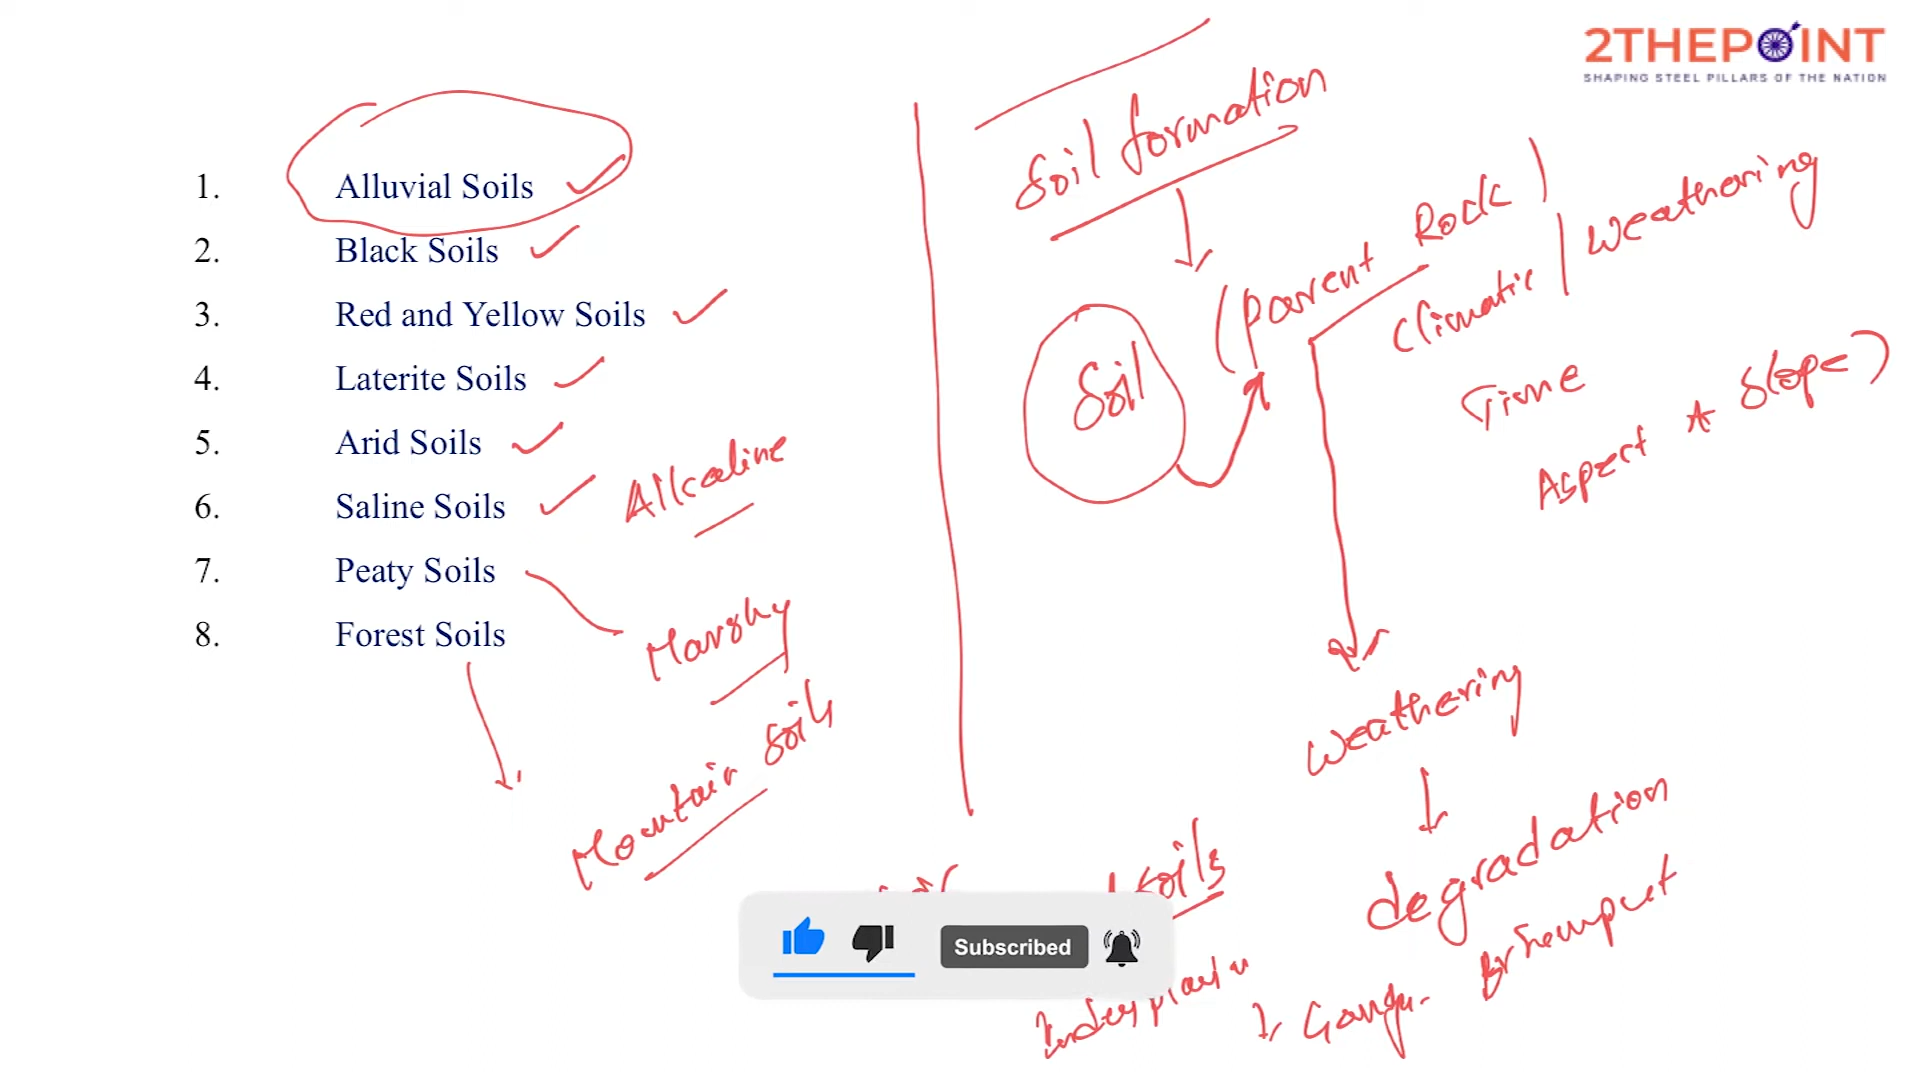 2THEPOINT
SHAPING STEEL PILLARS OF THE NATION
1. Alluvial Soils
2. Black Soils
3. Red and Yellow Soils
4. Laterite Soils
5. Arid Soils
6. Saline Soils
Alkaline
7. Peaty Soils
Marshy
8. Forest Soils
Mountain Soils
Soil formation
(Parent Rock)
Climatic | Weathering
Time
Aspect & Slope)
Soil
Weathering
degradation
Soils
Subscribed